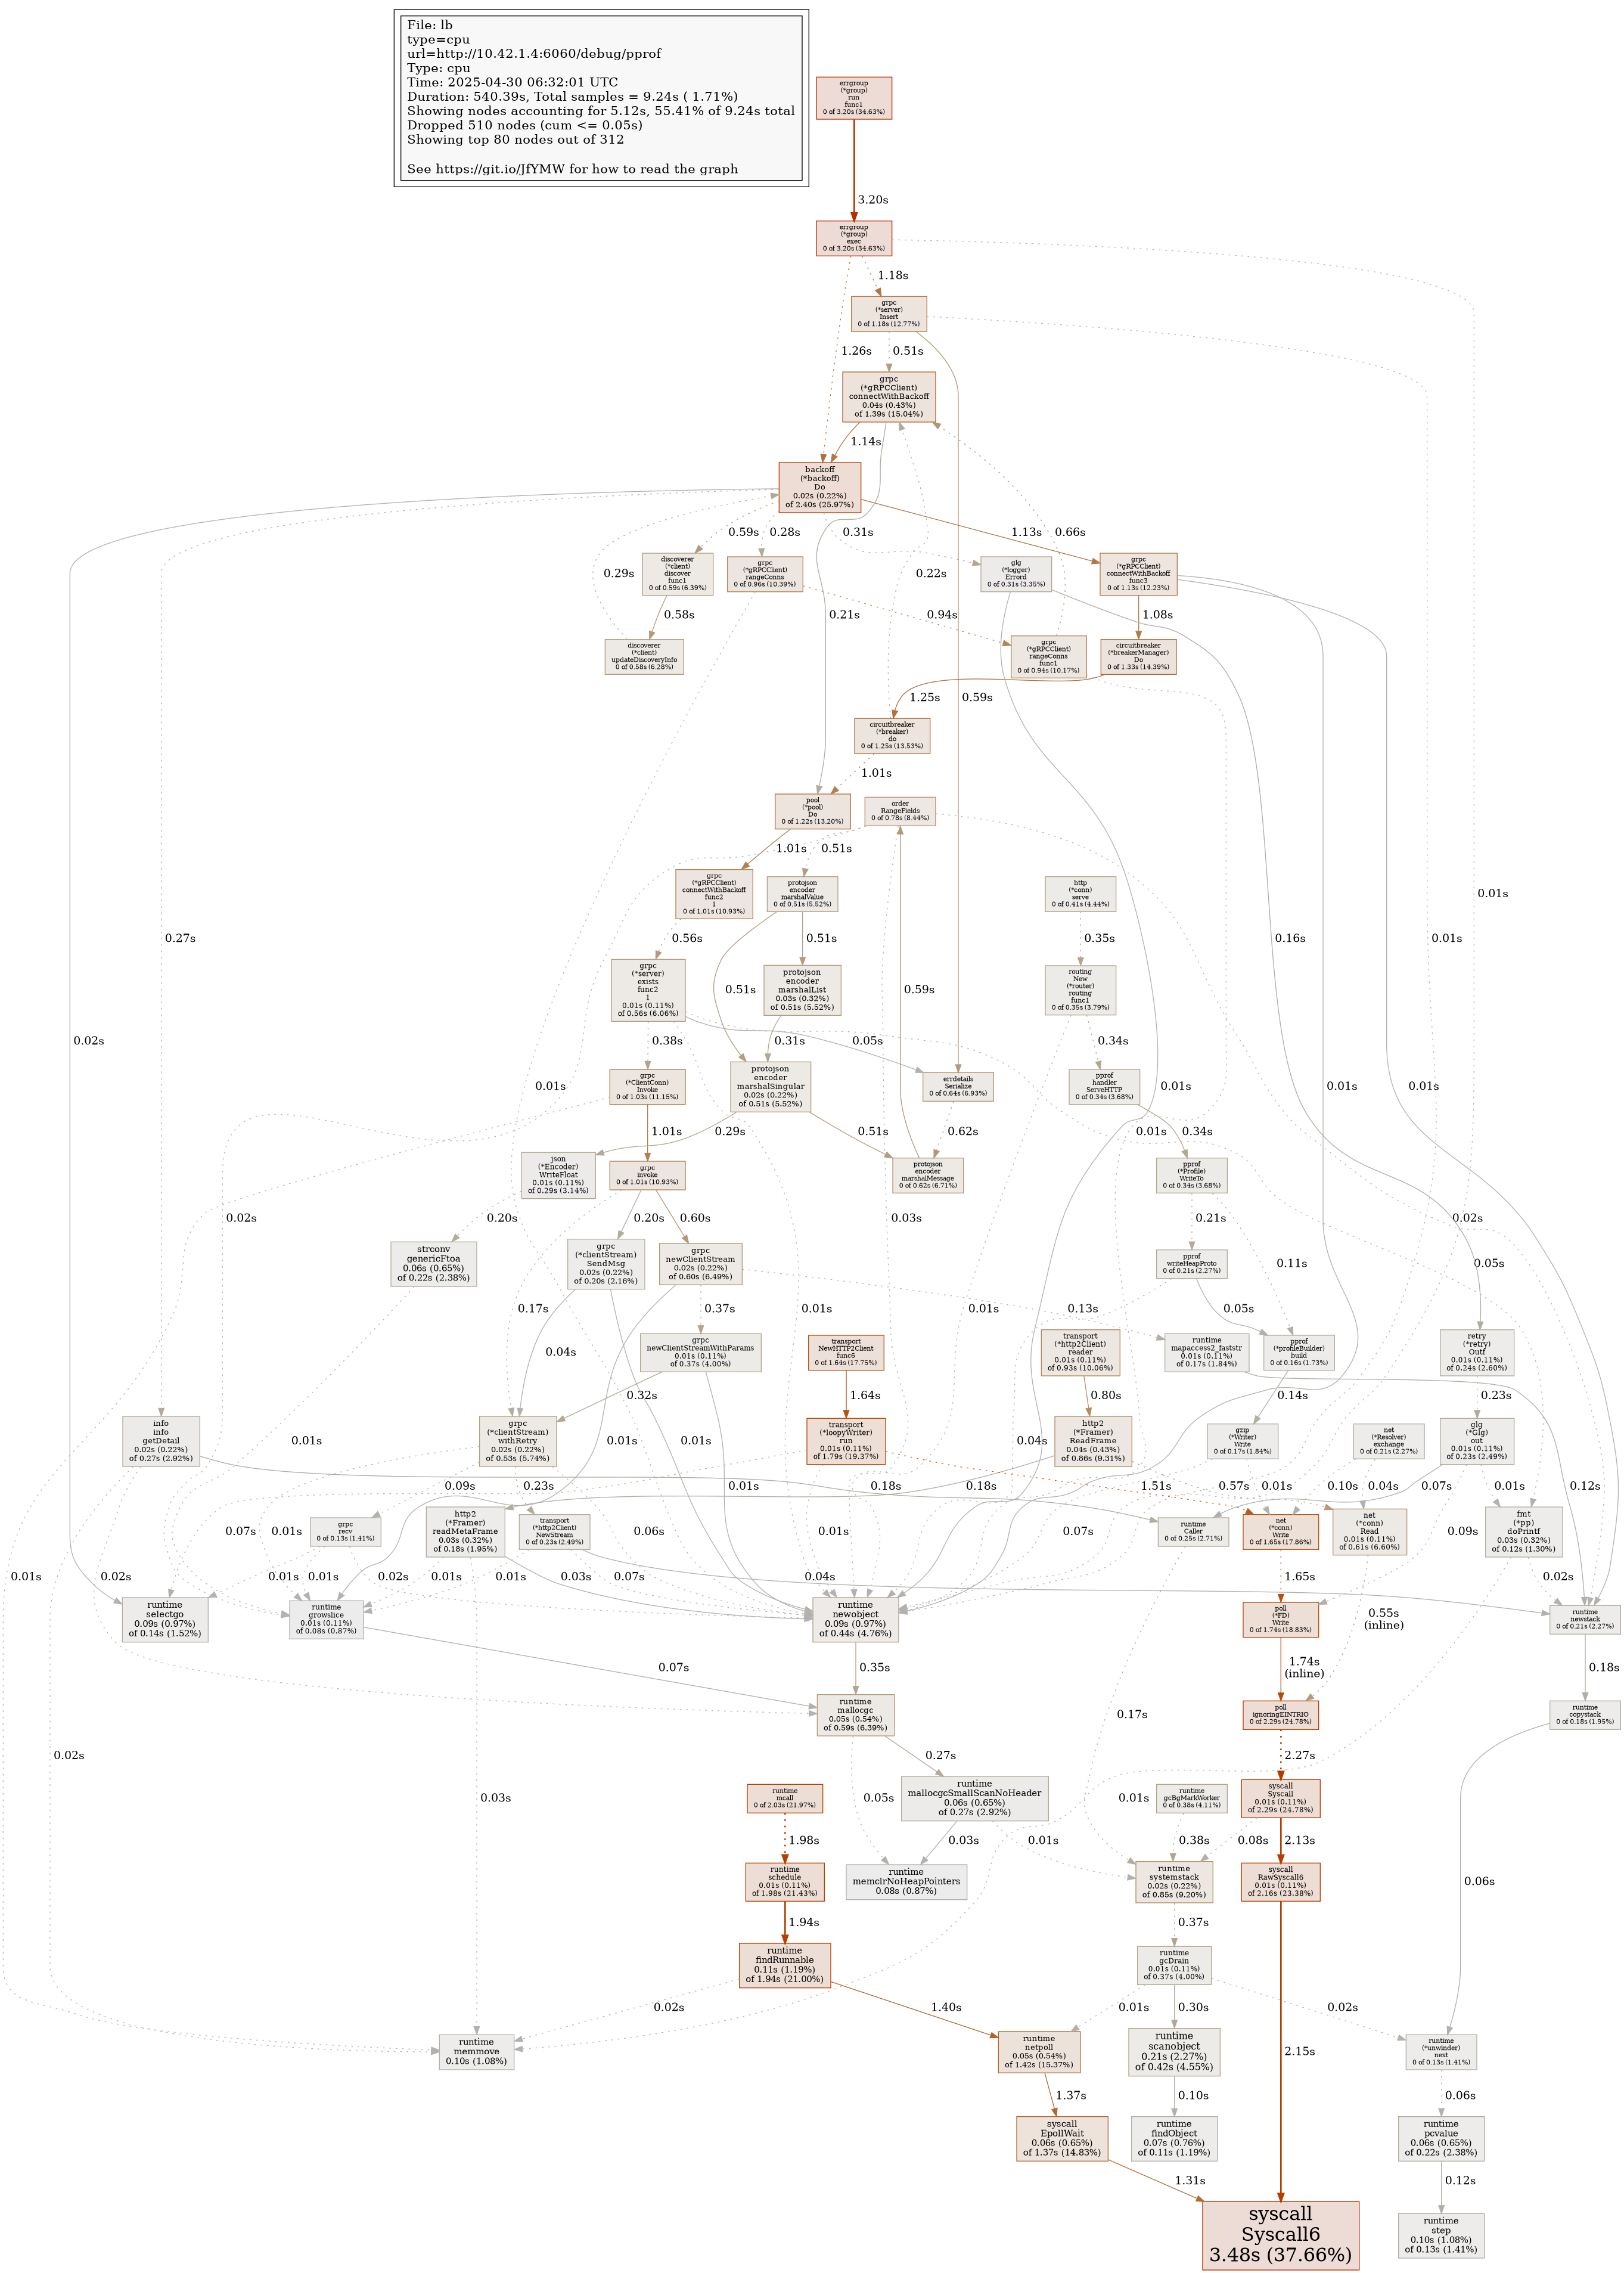 File: lb
type=cpu
url=http://10.42.1.4:6060/debug/pprof
Type: cpu
Time: 2025-04-30 06:32:01 UTC
Duration: 540.39s, Total samples = 9.24s ( 1.71%)
Showing nodes accounting for 5.12s, 55.41% of 9.24s total
Dropped 510 nodes (cum <= 0.05s)
Showing top 80 nodes out of 312
See https://git.io/JfYMW for how to read the graph
errgroup
(*group)
run
func1
0 of 3.20s (34.63%)
3.20s
errgroup
(*group)
exec
0 of 3.20s (34.63%)
1.18s
grpc
(*server)
Insert
0 of 1.18s (12.77%)
1.26s
0.51s
grpc
(*gRPCClient)
connectWithBackoff
0.04s (0.43%)
of 1.39s (15.04%)
1.14s
backoff
(*backoff)
Do
0.02s (0.22%)
of 2.40s (25.97%)
0.59s
0.28s
0.31s
1.13s
0.66s
discoverer
(*client)
discover
func1
0 of 0.59s (6.39%)
0.29s
grpc
(*gRPCClient)
rangeConns
0 of 0.96s (10.39%)
0.22s
glg
(*logger)
Errord
0 of 0.31s (3.35%)
grpc
(*gRPCClient)
connectWithBackoff
func3
0 of 1.13s (12.23%)
0.58s
0.21s
0.94s
1.08s
discoverer
(*client)
updateDiscoveryInfo
0 of 0.58s (6.28%)
grpc
(*gRPCClient)
rangeConns
func1
0 of 0.94s (10.17%)
circuitbreaker
(*breakerManager)
Do
0 of 1.33s (14.39%)
1.25s
0.59s
circuitbreaker
(*breaker)
do
0 of 1.25s (13.53%)
1.01s
pool
(*pool)
Do
0 of 1.22s (13.20%)
order
RangeFields
0 of 0.78s (8.44%)
1.01s
0.51s
grpc
(*gRPCClient)
connectWithBackoff
func2
1
0 of 1.01s (10.93%)
protojson
encoder
marshalValue
0 of 0.51s (5.52%)
http
(*conn)
serve
0 of 0.41s (4.44%)
0.01s
0.27s
0.56s
0.51s
0.35s
0.16s
0.01s
grpc
(*server)
exists
func2
1
0.01s (0.11%)
of 0.56s (6.06%)
0.51s
protojson
encoder
marshalList
0.03s (0.32%)
of 0.51s (5.52%)
0.59s
routing
New
(*router)
routing
func1
0 of 0.35s (3.79%)
0.02s
0.38s
0.31s
0.05s
0.34s
0.01s
grpc
(*ClientConn)
Invoke
0 of 1.03s (11.15%)
protojson
encoder
marshalSingular
0.02s (0.22%)
of 0.51s (5.52%)
errdetails
Serialize
0 of 0.64s (6.93%)
0.01s
pprof
handler
ServeHTTP
0 of 0.34s (3.68%)
0.01s
0.01s
1.01s
0.29s
0.51s
0.62s
0.01s
0.34s
json
(*Encoder)
WriteFloat
0.01s (0.11%)
of 0.29s (3.14%)
grpc
invoke
0 of 1.01s (10.93%)
protojson
encoder
marshalMessage
0 of 0.62s (6.71%)
pprof
(*Profile)
WriteTo
0 of 0.34s (3.68%)
0.02s
0.20s
0.20s
0.60s
0.03s
0.21s
0.02s
strconv
genericFtoa
0.06s (0.65%)
of 0.22s (2.38%)
grpc
(*clientStream)
SendMsg
0.02s (0.22%)
of 0.20s (2.16%)
grpc
newClientStream
0.02s (0.22%)
of 0.60s (6.49%)
pprof
writeHeapProto
0 of 0.21s (2.27%)
0.11s
0.05s
0.17s
0.37s
0.01s
0.01s
0.13s
0.05s
0.04s
grpc
newClientStreamWithParams
0.01s (0.11%)
of 0.37s (4.00%)
transport
NewHTTP2Client
func6
0 of 1.64s (17.75%)
transport
(*http2Client)
reader
0.01s (0.11%)
of 0.93s (10.06%)
runtime
mapaccess2_faststr
0.01s (0.11%)
of 0.17s (1.84%)
pprof
(*profileBuilder)
build
0 of 0.16s (1.73%)
retry
(*retry)
Outf
0.01s (0.11%)
of 0.24s (2.60%)
0.32s
1.64s
0.80s
0.14s
0.23s
info
info
getDetail
0.02s (0.22%)
of 0.27s (2.92%)
0.01s
grpc
(*clientStream)
withRetry
0.02s (0.22%)
of 0.53s (5.74%)
0.01s
0.01s
transport
(*loopyWriter)
run
0.01s (0.11%)
of 1.79s (19.37%)
0.04s
http2
(*Framer)
ReadFrame
0.04s (0.43%)
of 0.86s (9.31%)
gzip
(*Writer)
Write
0 of 0.17s (1.84%)
net
(*Resolver)
exchange
0 of 0.21s (2.27%)
glg
(*Glg)
out
0.01s (0.11%)
of 0.23s (2.49%)
0.09s
0.23s
0.01s
0.18s
0.18s
1.51s
0.57s
0.01s
0.10s
0.04s
0.07s
0.01s
0.12s
0.07s
0.01s
grpc
recv
0 of 0.13s (1.41%)
http2
(*Framer)
readMetaFrame
0.03s (0.32%)
of 0.18s (1.95%)
transport
(*http2Client)
NewStream
0 of 0.23s (2.49%)
0.06s
0.01s
0.07s
runtime
Caller
0 of 0.25s (2.71%)
net
(*conn)
Write
0 of 1.65s (17.86%)
net
(*conn)
Read
0.01s (0.11%)
of 0.61s (6.60%)
0.09s
fmt
(*pp)
doPrintf
0.03s (0.32%)
of 0.12s (1.30%)
0.01s
0.02s
0.01s
0.01s
0.02s
0.01s
0.01s
0.03s
0.07s
0.04s
1.65s
0.02s
runtime
selectgo
0.09s (0.97%)
of 0.14s (1.52%)
runtime
growslice
0.01s (0.11%)
of 0.08s (0.87%)
runtime
newobject
0.09s (0.97%)
of 0.44s (4.76%)
poll
(*FD)
Write
0 of 1.74s (18.83%)
0.55s
(inline)
runtime
newstack
0 of 0.21s (2.27%)
0.07s
0.35s
1.74s
(inline)
0.18s
runtime
mallocgc
0.05s (0.54%)
of 0.59s (6.39%)
0.17s
poll
ignoringEINTRIO
0 of 2.29s (24.78%)
runtime
copystack
0 of 0.18s (1.95%)
0.02s
0.27s
2.27s
0.03s
runtime
mcall
0 of 2.03s (21.97%)
0.05s
runtime
mallocgcSmallScanNoHeader
0.06s (0.65%)
of 0.27s (2.92%)
0.01s
runtime
gcBgMarkWorker
0 of 0.38s (4.11%)
syscall
Syscall
0.01s (0.11%)
of 2.29s (24.78%)
1.98s
0.03s
0.01s
0.38s
0.08s
2.13s
runtime
schedule
0.01s (0.11%)
of 1.98s (21.43%)
runtime
memclrNoHeapPointers
0.08s (0.87%)
runtime
systemstack
0.02s (0.22%)
of 0.85s (9.20%)
syscall
RawSyscall6
0.01s (0.11%)
of 2.16s (23.38%)
0.06s
1.94s
0.37s
runtime
findRunnable
0.11s (1.19%)
of 1.94s (21.00%)
runtime
gcDrain
0.01s (0.11%)
of 0.37s (4.00%)
0.02s
1.40s
0.01s
0.30s
0.02s
runtime
memmove
0.10s (1.08%)
runtime
netpoll
0.05s (0.54%)
of 1.42s (15.37%)
runtime
scanobject
0.21s (2.27%)
of 0.42s (4.55%)
2.15s
runtime
(*unwinder)
next
0 of 0.13s (1.41%)
1.37s
0.10s
0.06s
syscall
EpollWait
0.06s (0.65%)
of 1.37s (14.83%)
runtime
findObject
0.07s (0.76%)
of 0.11s (1.19%)
runtime
pcvalue
0.06s (0.65%)
of 0.22s (2.38%)
1.31s
0.12s
syscall
Syscall6
3.48s (37.66%)
runtime
step
0.10s (1.08%)
of 0.13s (1.41%)